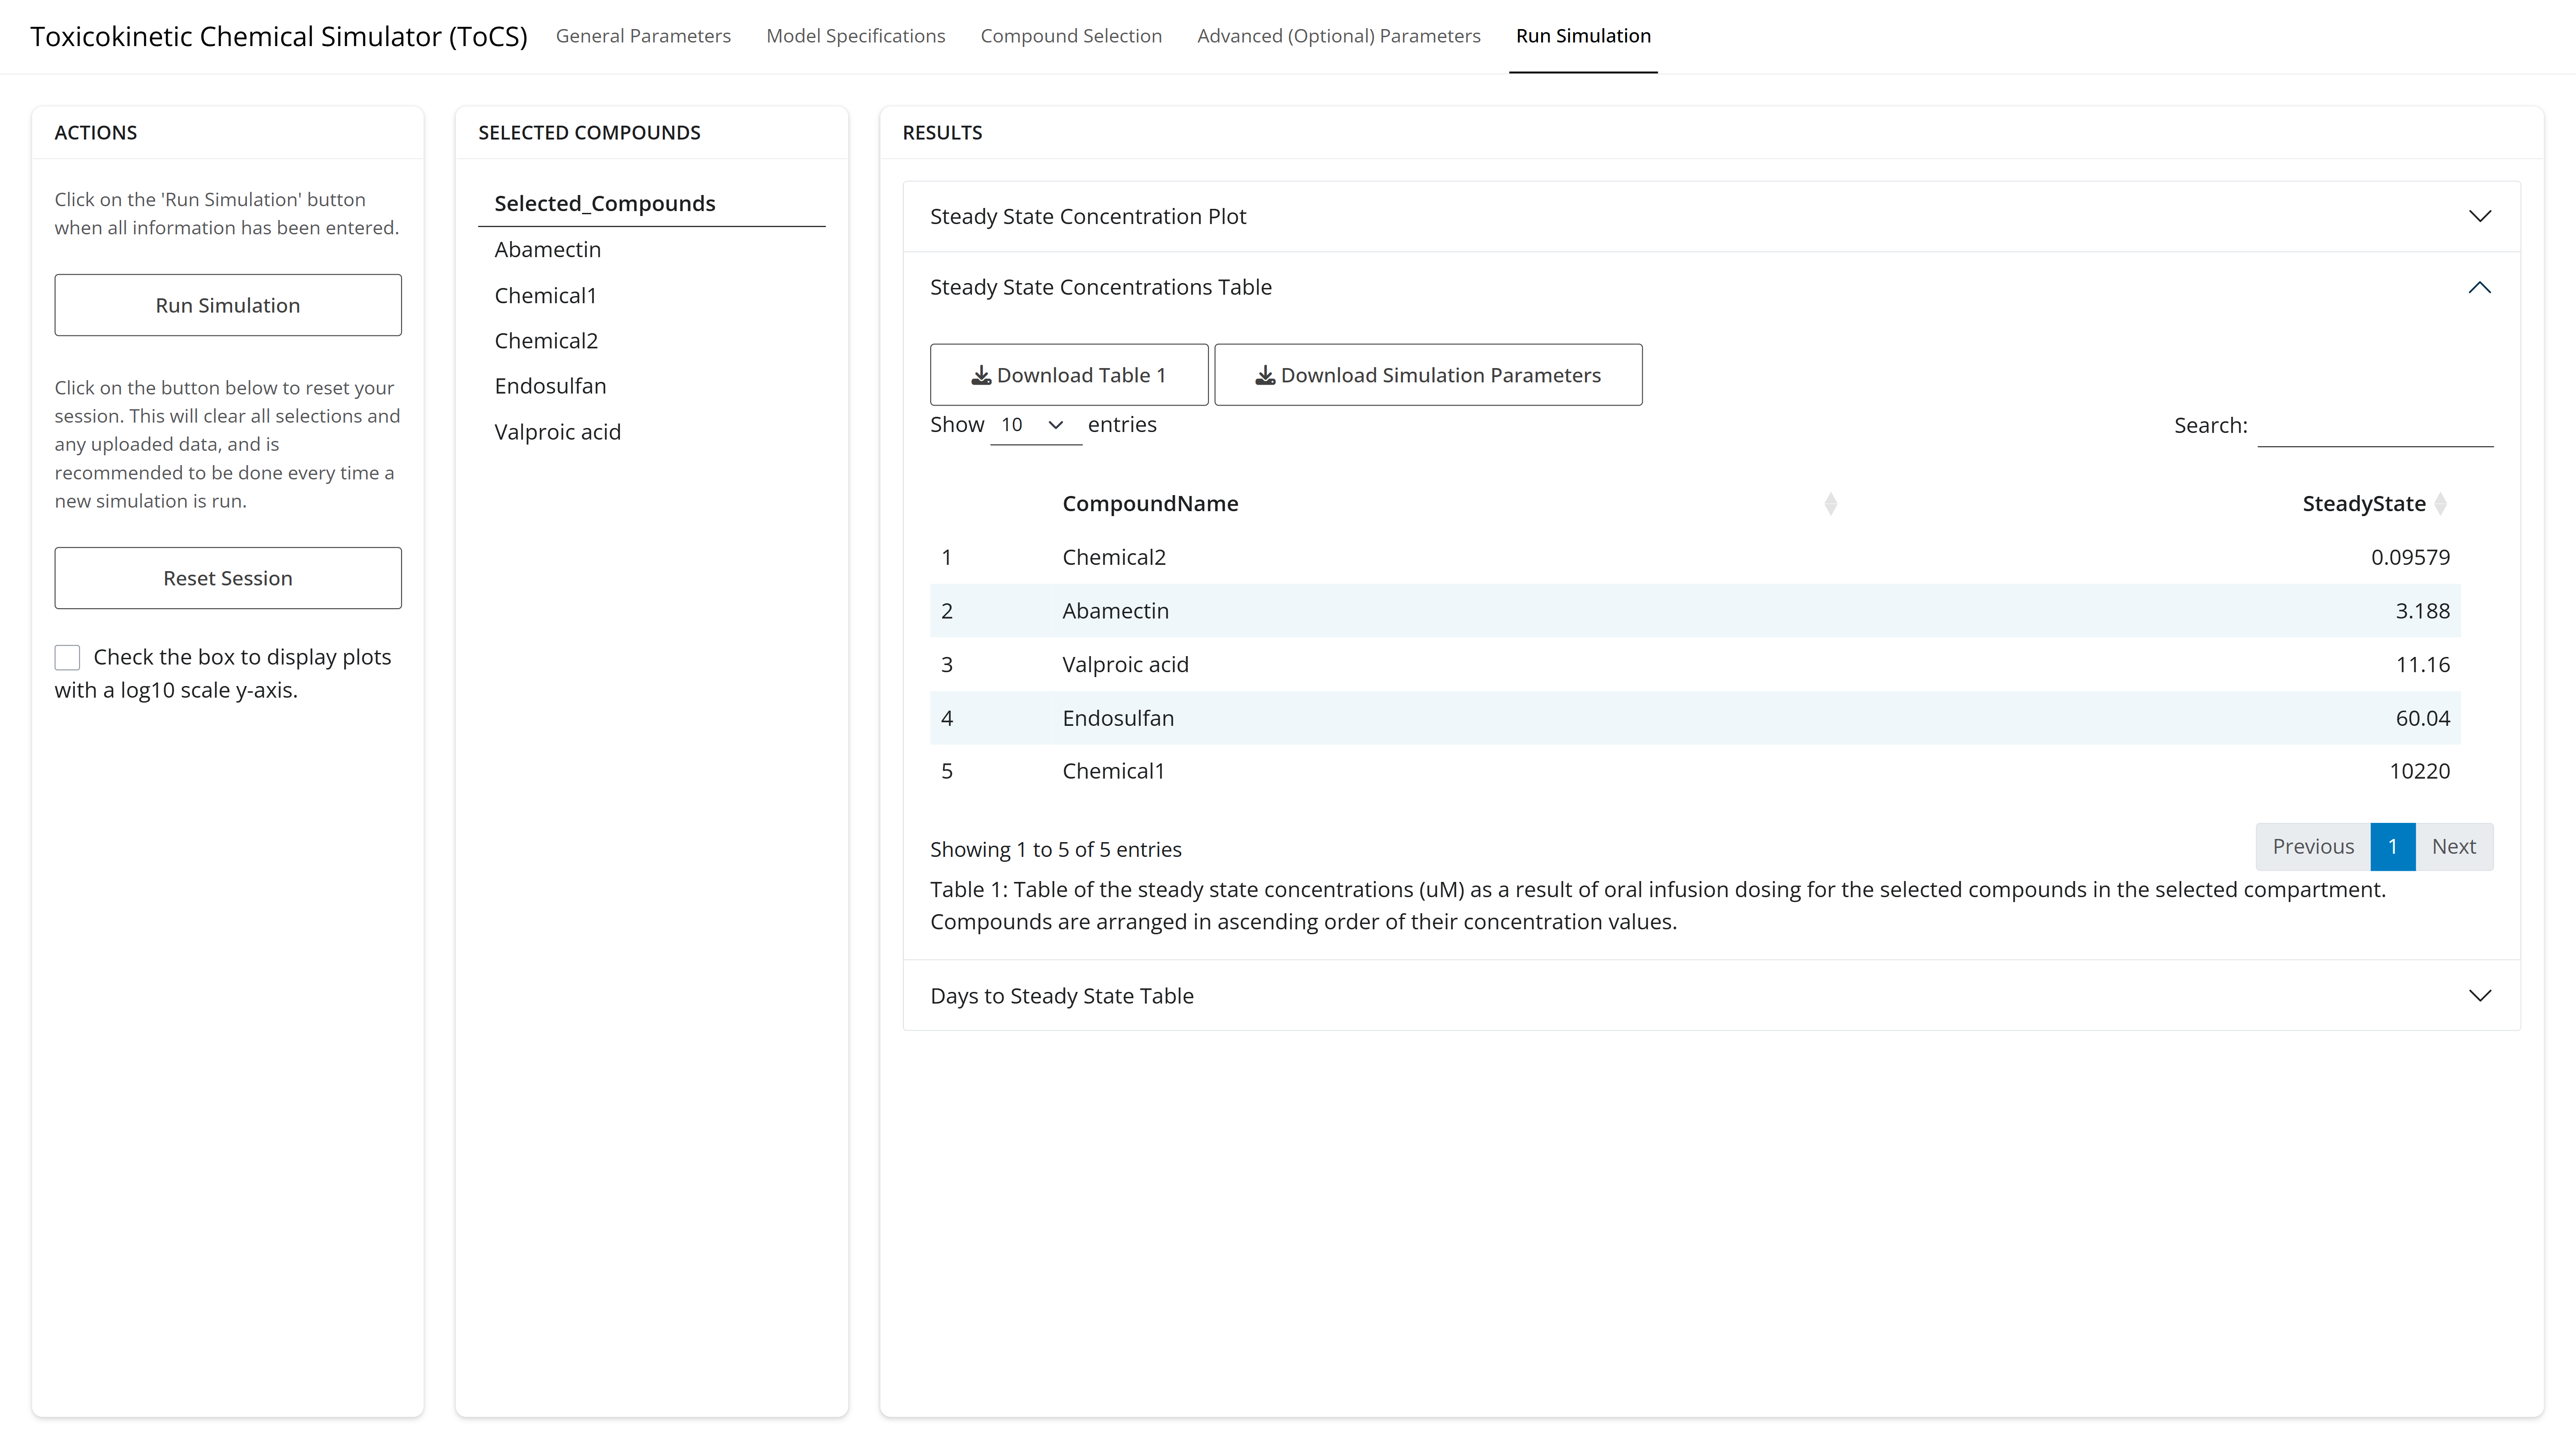 Toxicokinetic Chemical Simulator (ToCS) General Parameters Model Specifications Compound Selection Advanced (Optional) Parameters Run Simulation
ACTIONS
Click on the 'Run Simulation' button
when all information has been entered.
Run Simulation
Click on the button below to reset your
session. This will clear all selections and
any uploaded data, and is
recommended to be done every time a
new simulation is run.
Reset Session
Check the box to display plots
with a log10 scale y-axis.
SELECTED COMPOUNDS
Selected_Compounds
Abamectin
Chemical1
Chemical2
Endosulfan
Valproic acid
RESULTS
Steady State Concentration Plot
Steady State Concentrations Table
Download Table 1 Download Simulation Parameters
Show 10 entries Search:
CompoundName SteadyState
1 Chemical2 0.09579
2 Abamectin 3.188
3 Valproic acid 11.16
4 Endosulfan 60.04
5 Chemical1 10220
Showing 1 to 5 of 5 entries Previous 1 Next
Table 1: Table of the steady state concentrations (uM) as a result of oral infusion dosing for the selected compounds in the selected compartment.
Compounds are arranged in ascending order of their concentration values.
Days to Steady State Table